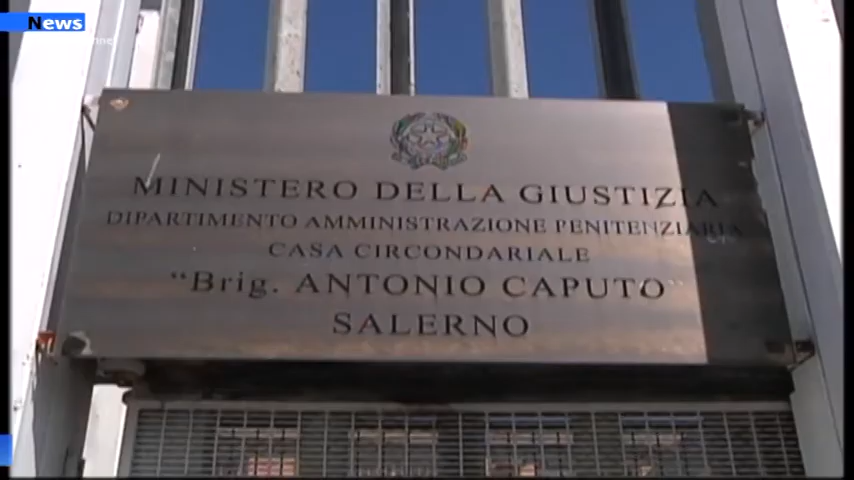 News
MINISTERO DELLA GIUSTIZIA
DIPARTIMENTO AMMINISTRAZIONE PENITENZIARIA
CASA CIRCONDARIALE
"Brig. ANTONIO CAPUTO"
SALERNO